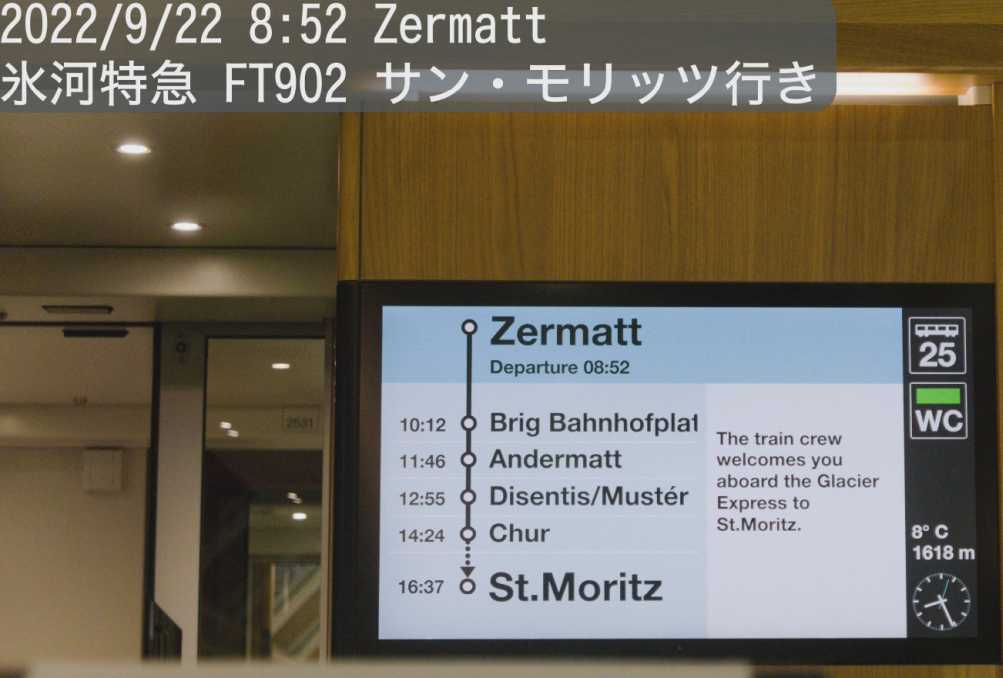 2022/9/22 8:52 Zermatt
氷河特急 FT902 サン・モリッツ行き
Zermatt
Departure 08:52
10:12 Brig Bahnhofplat
11:46 Andermatt
12:55 Disentis/Mustér
14:24 Chur
16:37 St.Moritz
The train crew
welcomes you
aboard the Glacier
Express to
St.Moritz.
25
WC
8° C
1618 m
2531